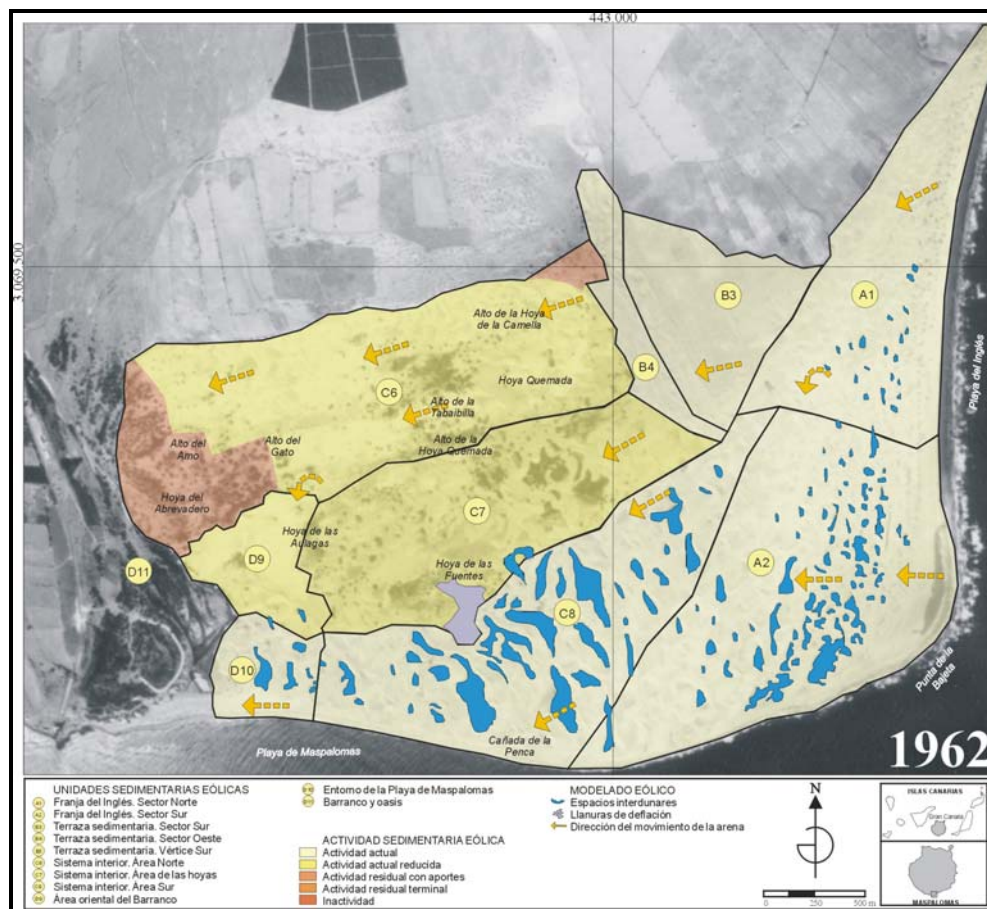 443.000
3.069.500
A1
B3
Alto de la Hoya
de la Camella
B4
Playa del Inglés
C6
Hoya Quemada
Alto de la
Tabaibilla
Alto del
Amo
Alto del
Gato
Alto de la
Hoya Quemada
Hoya del
Abrevadero
C7
Hoya de las
Aulagas
D9
D11
Hoya de las
Fuentes
A2
C8
D10
Punta de la
Bajeta
Cañada de la
Penca
Playa de Maspalomas
1962
UNIDADES SEDIMENTARIAS EÓLICAS
Franja del Inglés. Sector Norte
Franja del Inglés. Sector Sur
Terraza sedimentaria. Sector Sur
Terraza sedimentaria. Sector Oeste
Terraza sedimentaria. Vértice Sur
Sistema interior. Área Norte
Sistema interior. Área de las hoyas
Sistema interior. Área Sur
Área oriental del Barranco
Entorno de la Playa de Maspalomas
Barranco y oasis
ACTIVIDAD SEDIMENTARIA EÓLICA
Actividad actual
Actividad actual reducida
Actividad residual con aportes
Actividad residual terminal
Inactividad
MODELADO EÓLICO
Espacios interdunares
Llanuras de deflación
Dirección del movimiento de la arena
N
0 250 500 m
ISLAS CANARIAS
Gran Canaria
MASPALOMAS